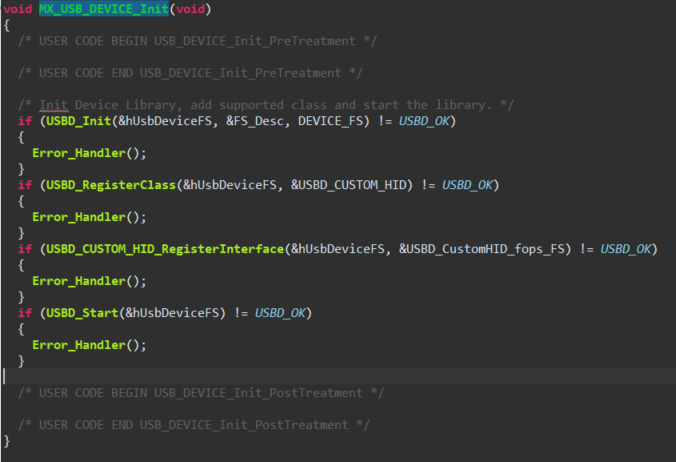 void MX_USB_DEVICE_Init(void)
{
  /* USER CODE BEGIN USB_DEVICE_Init_PreTreatment */
  /* USER CODE END USB_DEVICE_Init_PreTreatment */
  /* Init Device Library, add supported class and start the library. */
  if (USBD_Init(&hUsbDeviceFS, &FS_Desc, DEVICE_FS) != USBD_OK)
  {
    Error_Handler();
  }
  if (USBD_RegisterClass(&hUsbDeviceFS, &USBD_CUSTOM_HID) != USBD_OK)
  {
    Error_Handler();
  }
  if (USBD_CUSTOM_HID_RegisterInterface(&hUsbDeviceFS, &USBD_CustomHID_fops_FS) != USBD_OK)
  {
    Error_Handler();
  }
  if (USBD_Start(&hUsbDeviceFS) != USBD_OK)
  {
    Error_Handler();
  }
  /* USER CODE BEGIN USB_DEVICE_Init_PostTreatment */
  /* USER CODE END USB_DEVICE_Init_PostTreatment */
}